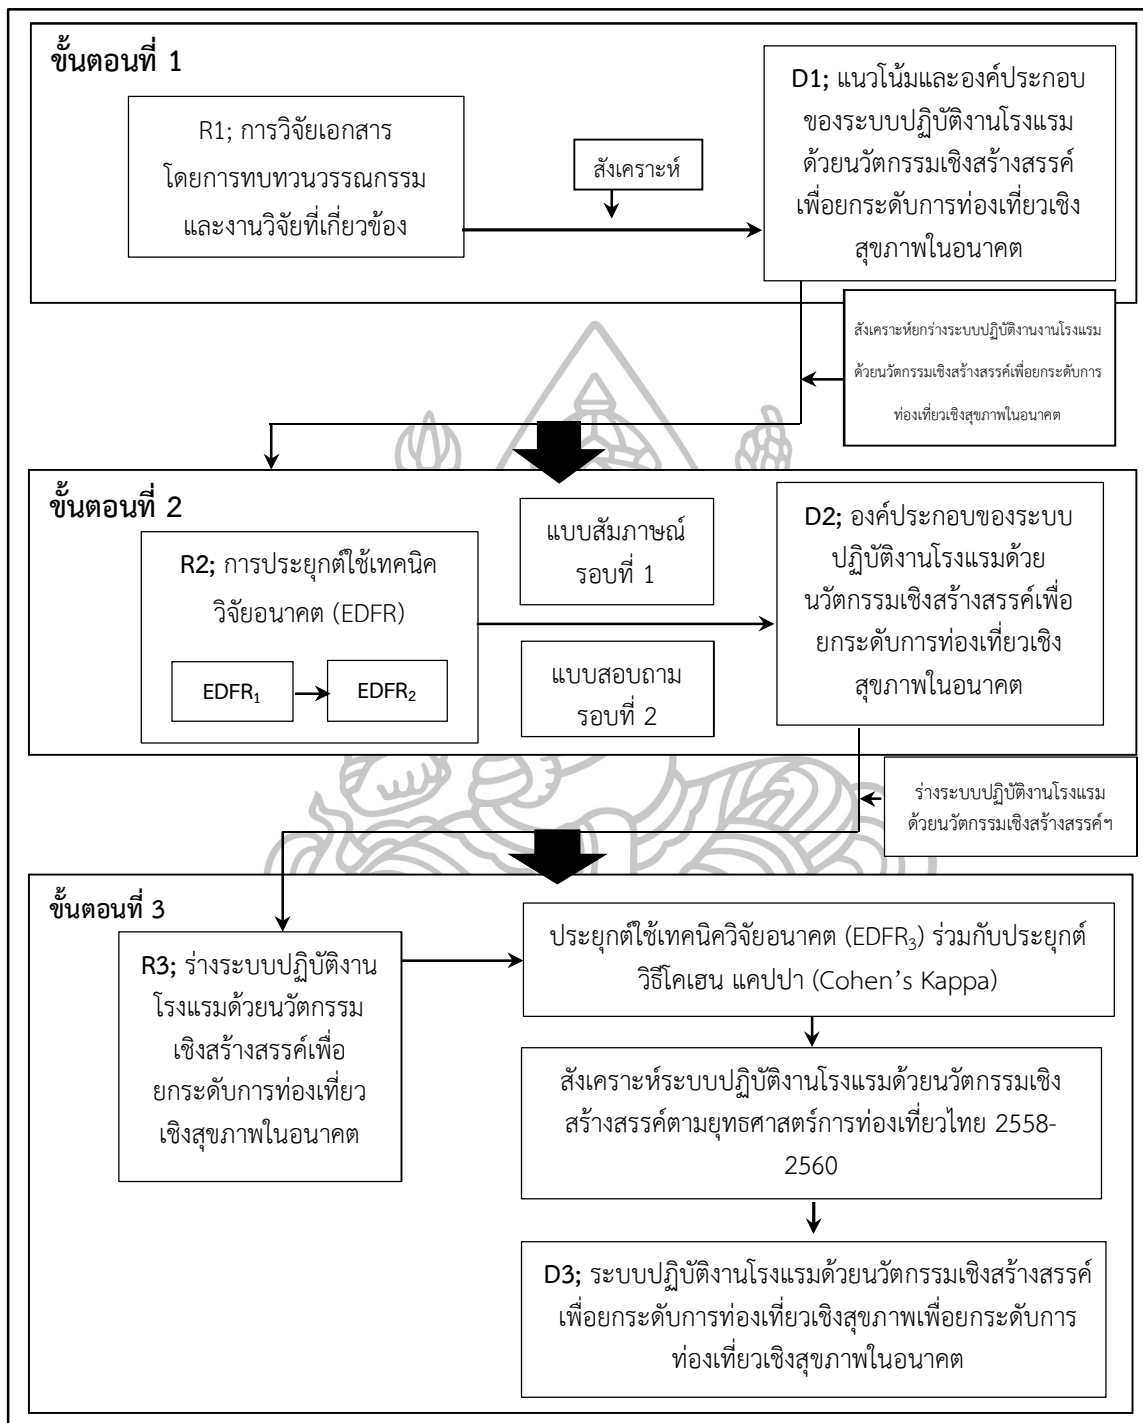 ขั้นตอนที่ 1
R1; การวิจัยเอกสาร
โดยการทบทวนวรรณกรรม
และงานวิจัยที่เกี่ยวข้อง
สังเคราะห์
D1; แนวโน้มและองค์ประกอบ
ของระบบปฏิบัติงานโรงแรม
ด้วยนวัตกรรมเชิงสร้างสรรค์
เพื่อยกระดับการท่องเที่ยวเชิง
สุขภาพในอนาคต
สังเคราะห์ยกร่างระบบปฏิบัติงานงานโรงแรม
ด้วยนวัตกรรมเชิงสร้างสรรค์เพื่อยกระดับการ
ท่องเที่ยวเชิงสุขภาพในอนาคต
ขั้นตอนที่ 2
R2; การประยุกต์ใช้เทคนิค
วิจัยอนาคต (EDFR)
EDFR₁
EDFR₂
แบบสัมภาษณ์
รอบที่ 1
แบบสอบถาม
รอบที่ 2
D2; องค์ประกอบของระบบ
ปฏิบัติงานโรงแรมด้วย
นวัตกรรมเชิงสร้างสรรค์เพื่อ
ยกระดับการท่องเที่ยวเชิง
สุขภาพในอนาคต
ร่างระบบปฏิบัติงานโรงแรม
ด้วยนวัตกรรมเชิงสร้างสรรค์ฯ
ขั้นตอนที่ 3
R3; ร่างระบบปฏิบัติงาน
โรงแรมด้วยนวัตกรรม
เชิงสร้างสรรค์เพื่อ
ยกระดับการท่องเที่ยว
เชิงสุขภาพในอนาคต
ประยุกต์ใช้เทคนิควิจัยอนาคต (EDFR₃) ร่วมกับประยุกต์
วิธีโคเฮน แคปปา (Cohen's Kappa)
สังเคราะห์ระบบปฏิบัติงานโรงแรมด้วยนวัตกรรมเชิง
สร้างสรรค์ตามยุทธศาสตร์การท่องเที่ยวไทย 2558-
2560
D3; ระบบปฏิบัติงานโรงแรมด้วยนวัตกรรมเชิงสร้างสรรค์
เพื่อยกระดับการท่องเที่ยวเชิงสุขภาพเพื่อยกระดับการ
ท่องเที่ยวเชิงสุขภาพในอนาคต